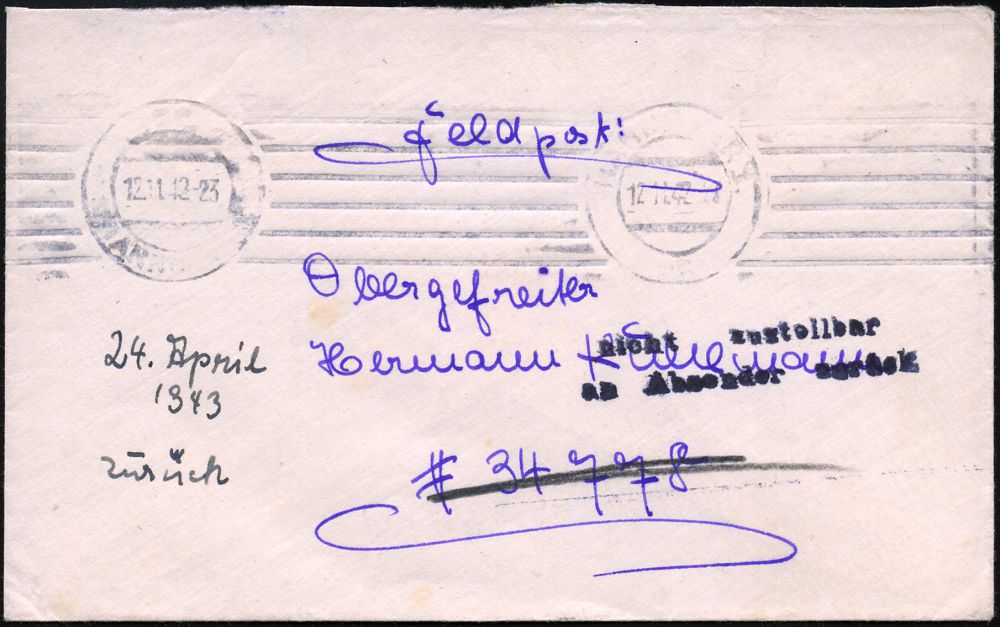 Feldpost:
12.11.42-23
12.11.42-23
Obergefreiter
Hermann
nicht zustellbar
an Absender zurück
24. April
1943
zurück
# 34778